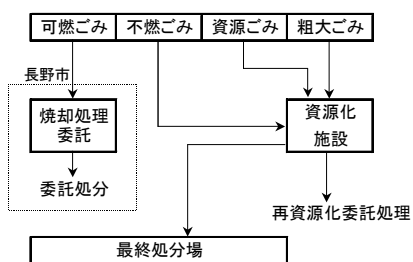 可燃ごみ 不燃ごみ 資源ごみ 粗大ごみ
長野市
焼却処理
委託
資源化
施設
委託処分
再資源化委託処理
最終処分場